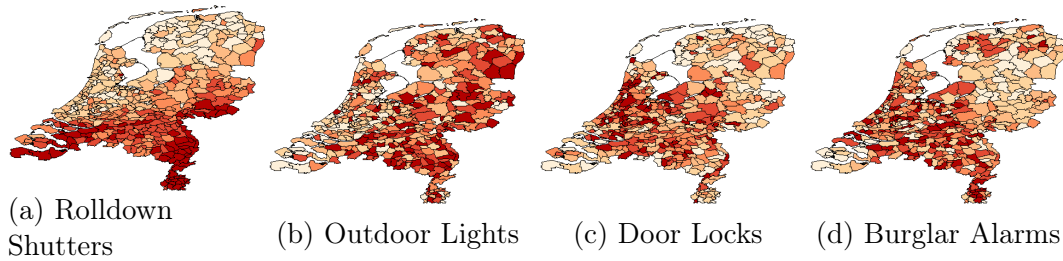 (a) Rolldown
Shutters
(b) Outdoor Lights
(c) Door Locks
(d) Burglar Alarms